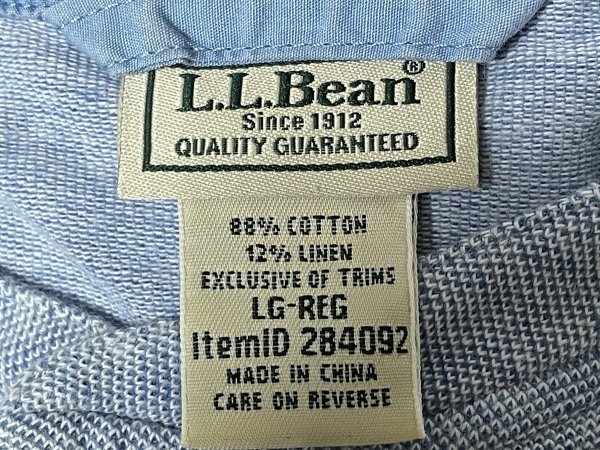 L.L.Bean®
Since 1912
QUALITY GUARANTEED
88% COTTON
12% LINEN
EXCLUSIVE OF TRIMS
LG-REG
ItemID 284092
MADE IN CHINA
CARE ON REVERSE